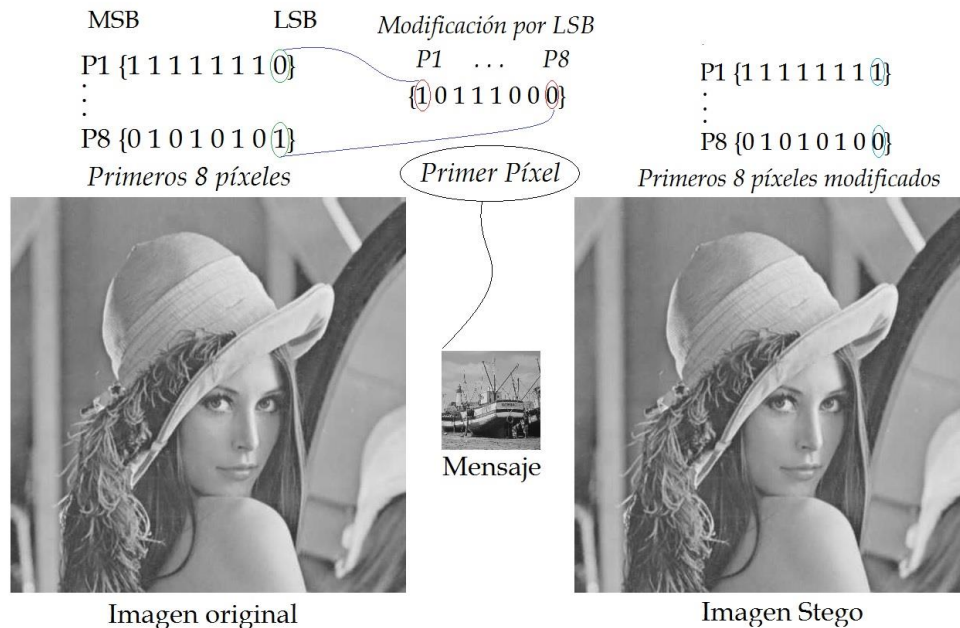 MSB LSB
P1 {1 1 1 1 1 1 1 0}
P8 {0 1 0 1 0 1 0 1}
Primeros 8 píxeles
Modificación por LSB
P1 . . . P8
{1 0 1 1 1 0 0 0}
Primer Píxel
P1 {1 1 1 1 1 1 1 1}
P8 {0 1 0 1 0 1 0 0}
Primeros 8 píxeles modificados
Mensaje
Imagen original
Imagen Stego